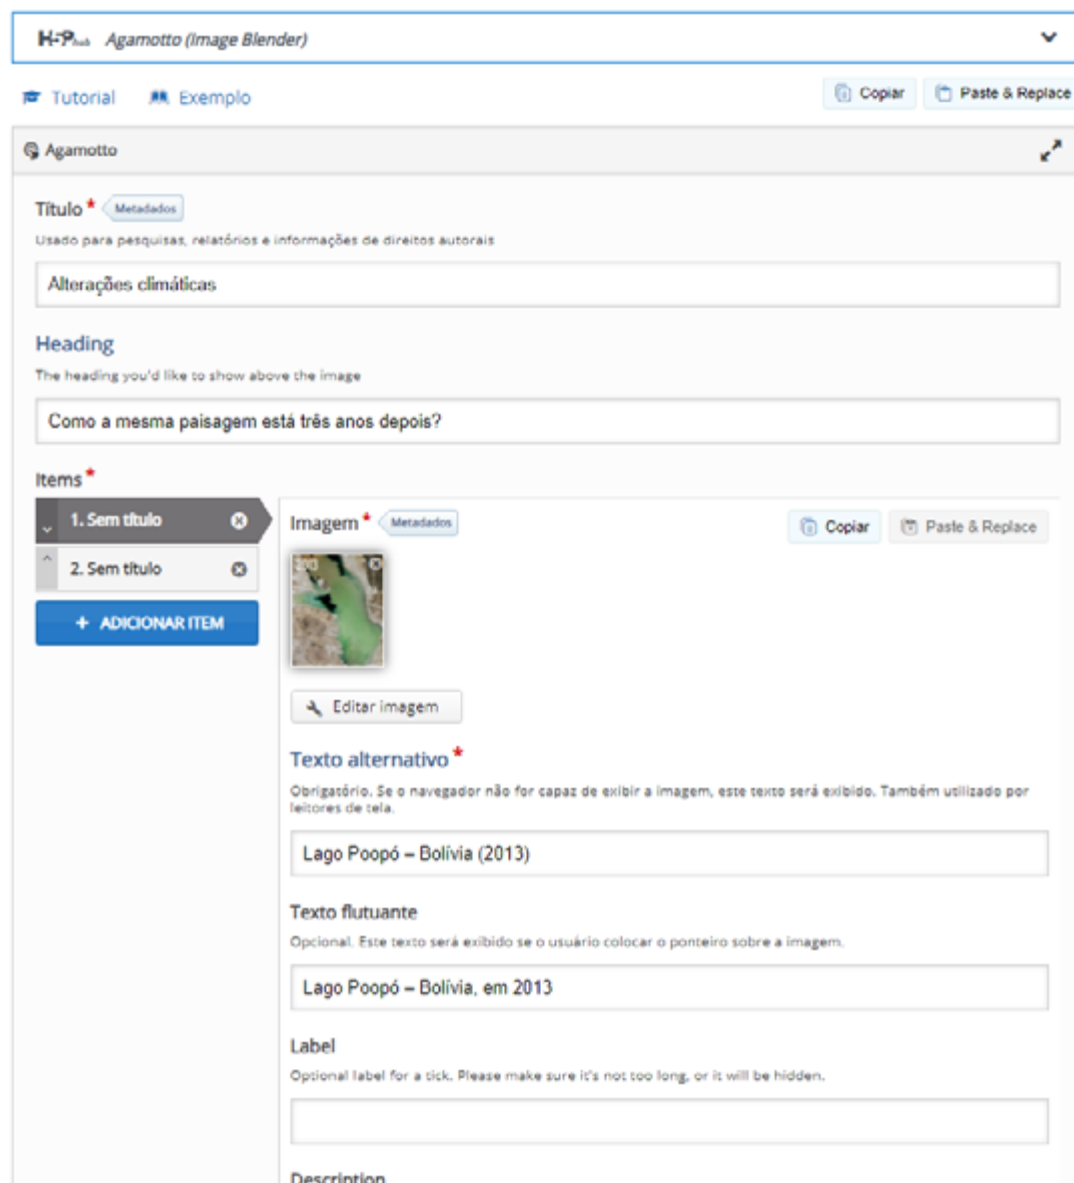 H5P hub Agamotto (Image Blender)
Tutorial Exemplo Copiar Paste & Replace
Agamotto
Título * Metadados
Usado para pesquisas, relatórios e informações de direitos autorais
Alterações climáticas
Heading
The heading you'd like to show above the image
Como a mesma paisagem está três anos depois?
Items *
1. Sem título
2. Sem título
+ ADICIONAR ITEM
Imagem * Metadados Copiar Paste & Replace
Editar imagem
Texto alternativo *
Obrigatório. Se o navegador não for capaz de exibir a imagem, este texto será exibido. Também utilizado por
leitores de tela.
Lago Poopó – Bolívia (2013)
Texto flutuante
Opcional. Este texto será exibido se o usuário colocar o ponteiro sobre a imagem.
Lago Poopó – Bolívia, em 2013
Label
Optional label for a tick. Please make sure it's not too long, or it will be hidden.
Description